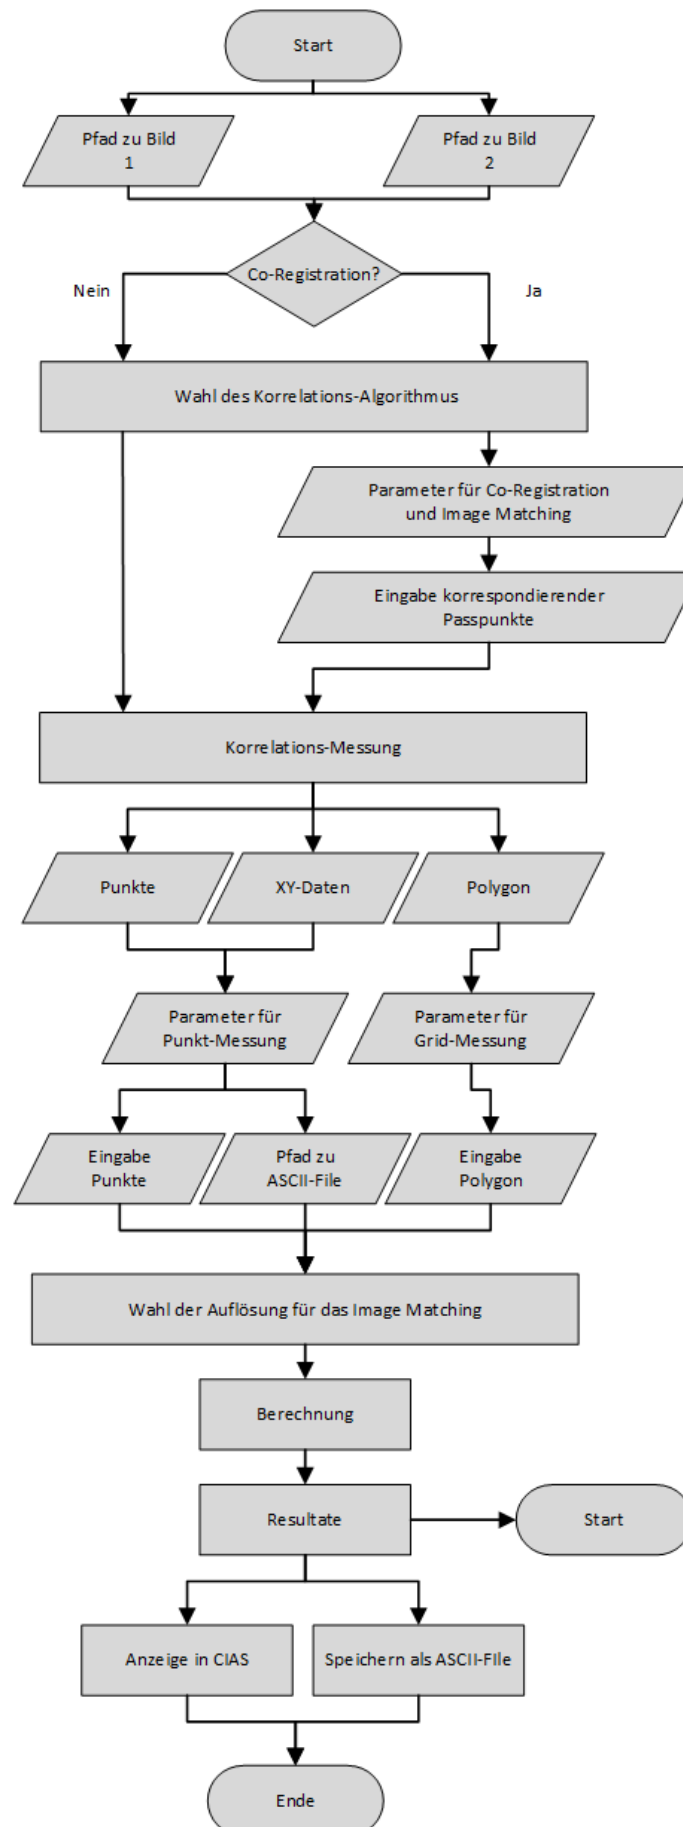 Start
Pfad zu Bild
1
Pfad zu Bild
2
Co-Registration?
Nein
Ja
Wahl des Korrelations-Algorithmus
Parameter für Co-Registration
und Image Matching
Eingabe korrespondierender
Passpunkte
Korrelations-Messung
Punkte
XY-Daten
Polygon
Parameter für
Punkt-Messung
Parameter für
Grid-Messung
Eingabe
Punkte
Pfad zu
ASCII-File
Eingabe
Polygon
Wahl der Auflösung für das Image Matching
Berechnung
Resultate
Start
Anzeige in CIAS
Speichern als ASCII-FIle
Ende